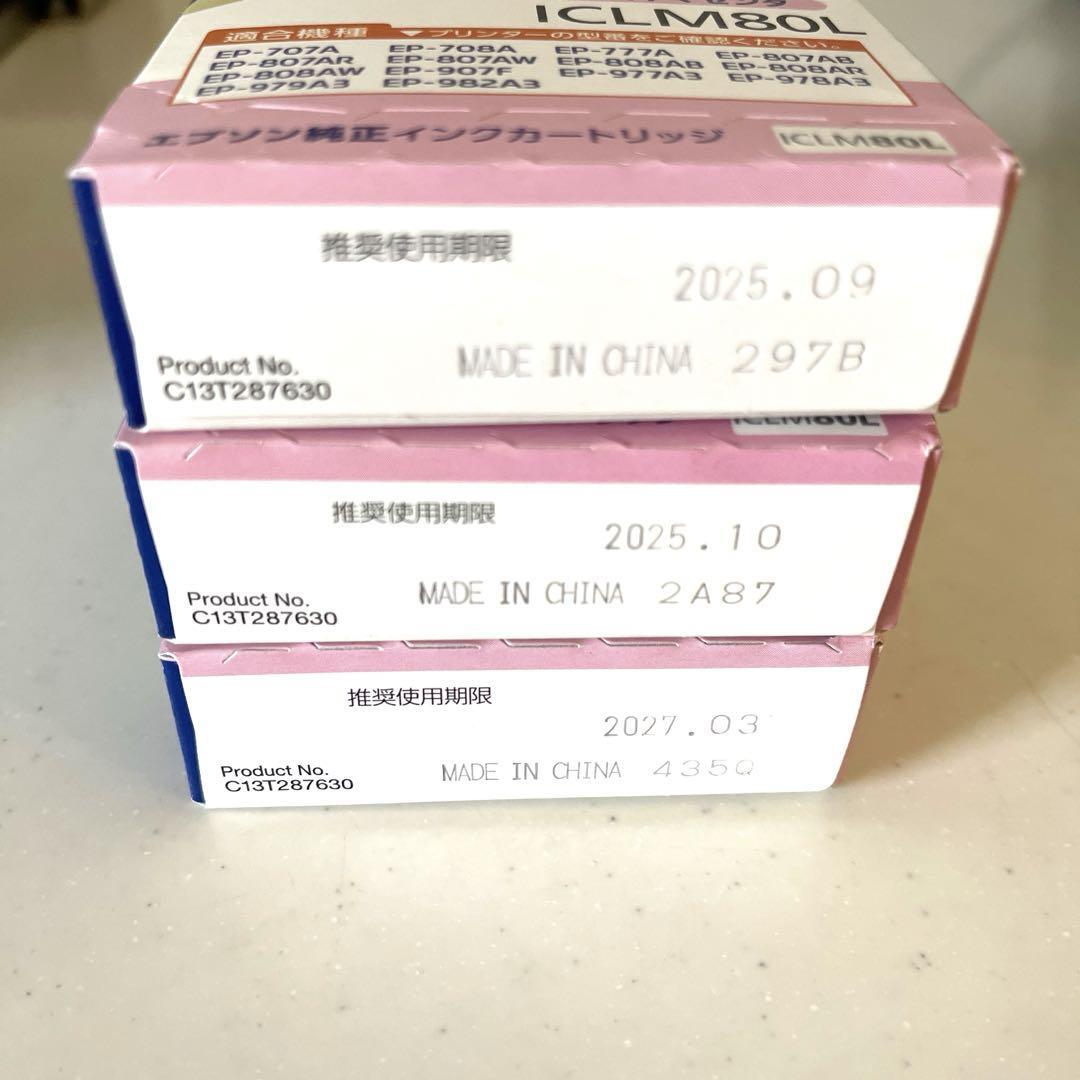 ICLM80L
適合機種 ▼プリンターの型番をご確認ください。
EP-707A EP-708A EP-777A EP-807AB
EP-807AR EP-807AW EP-808AB EP-808AR
EP-808AW EP-907F EP-977A3 EP-978A3
EP-979A3 EP-982A3
エプソン純正インクカートリッジ ICLM80L
推奨使用期限
2025.09
Product No.
C13T287630
MADE IN CHINA 297B
ICLM80L
推奨使用期限
2025.10
Product No.
C13T287630
MADE IN CHINA 2A87
推奨使用期限
2027.03
Product No.
C13T287630
MADE IN CHINA 435Q